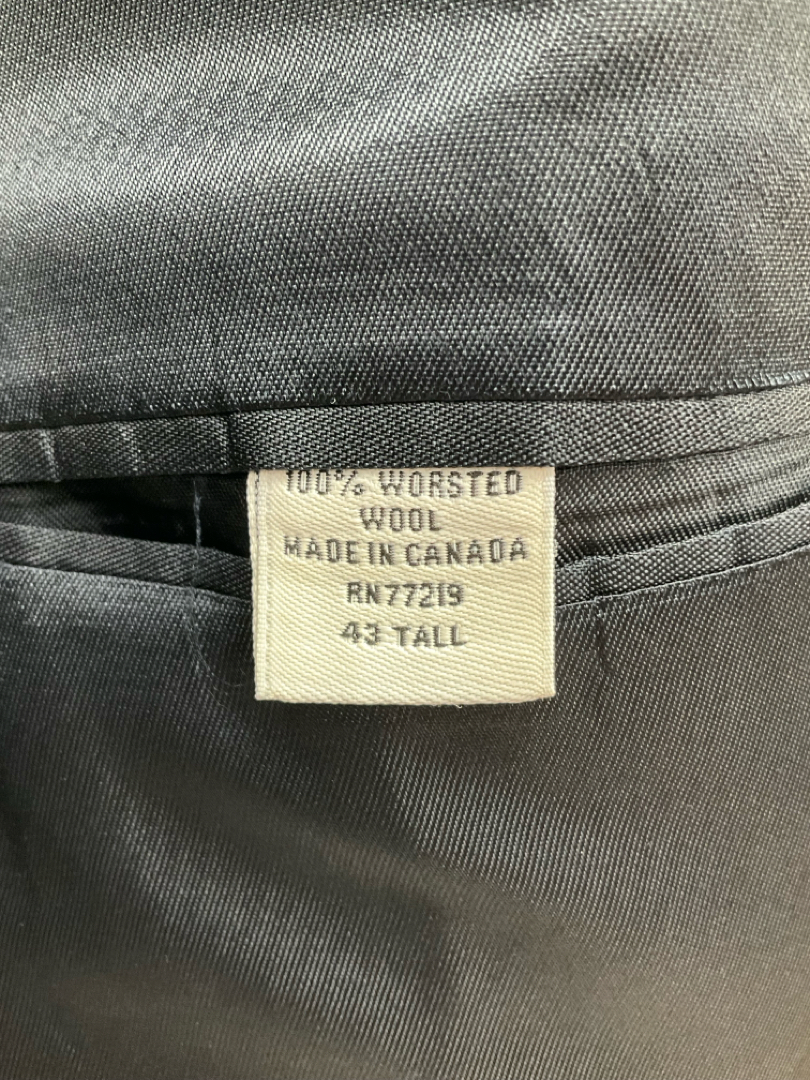 100% WORSTED
WOOL
MADE IN CANADA
RN77219
43 TALL